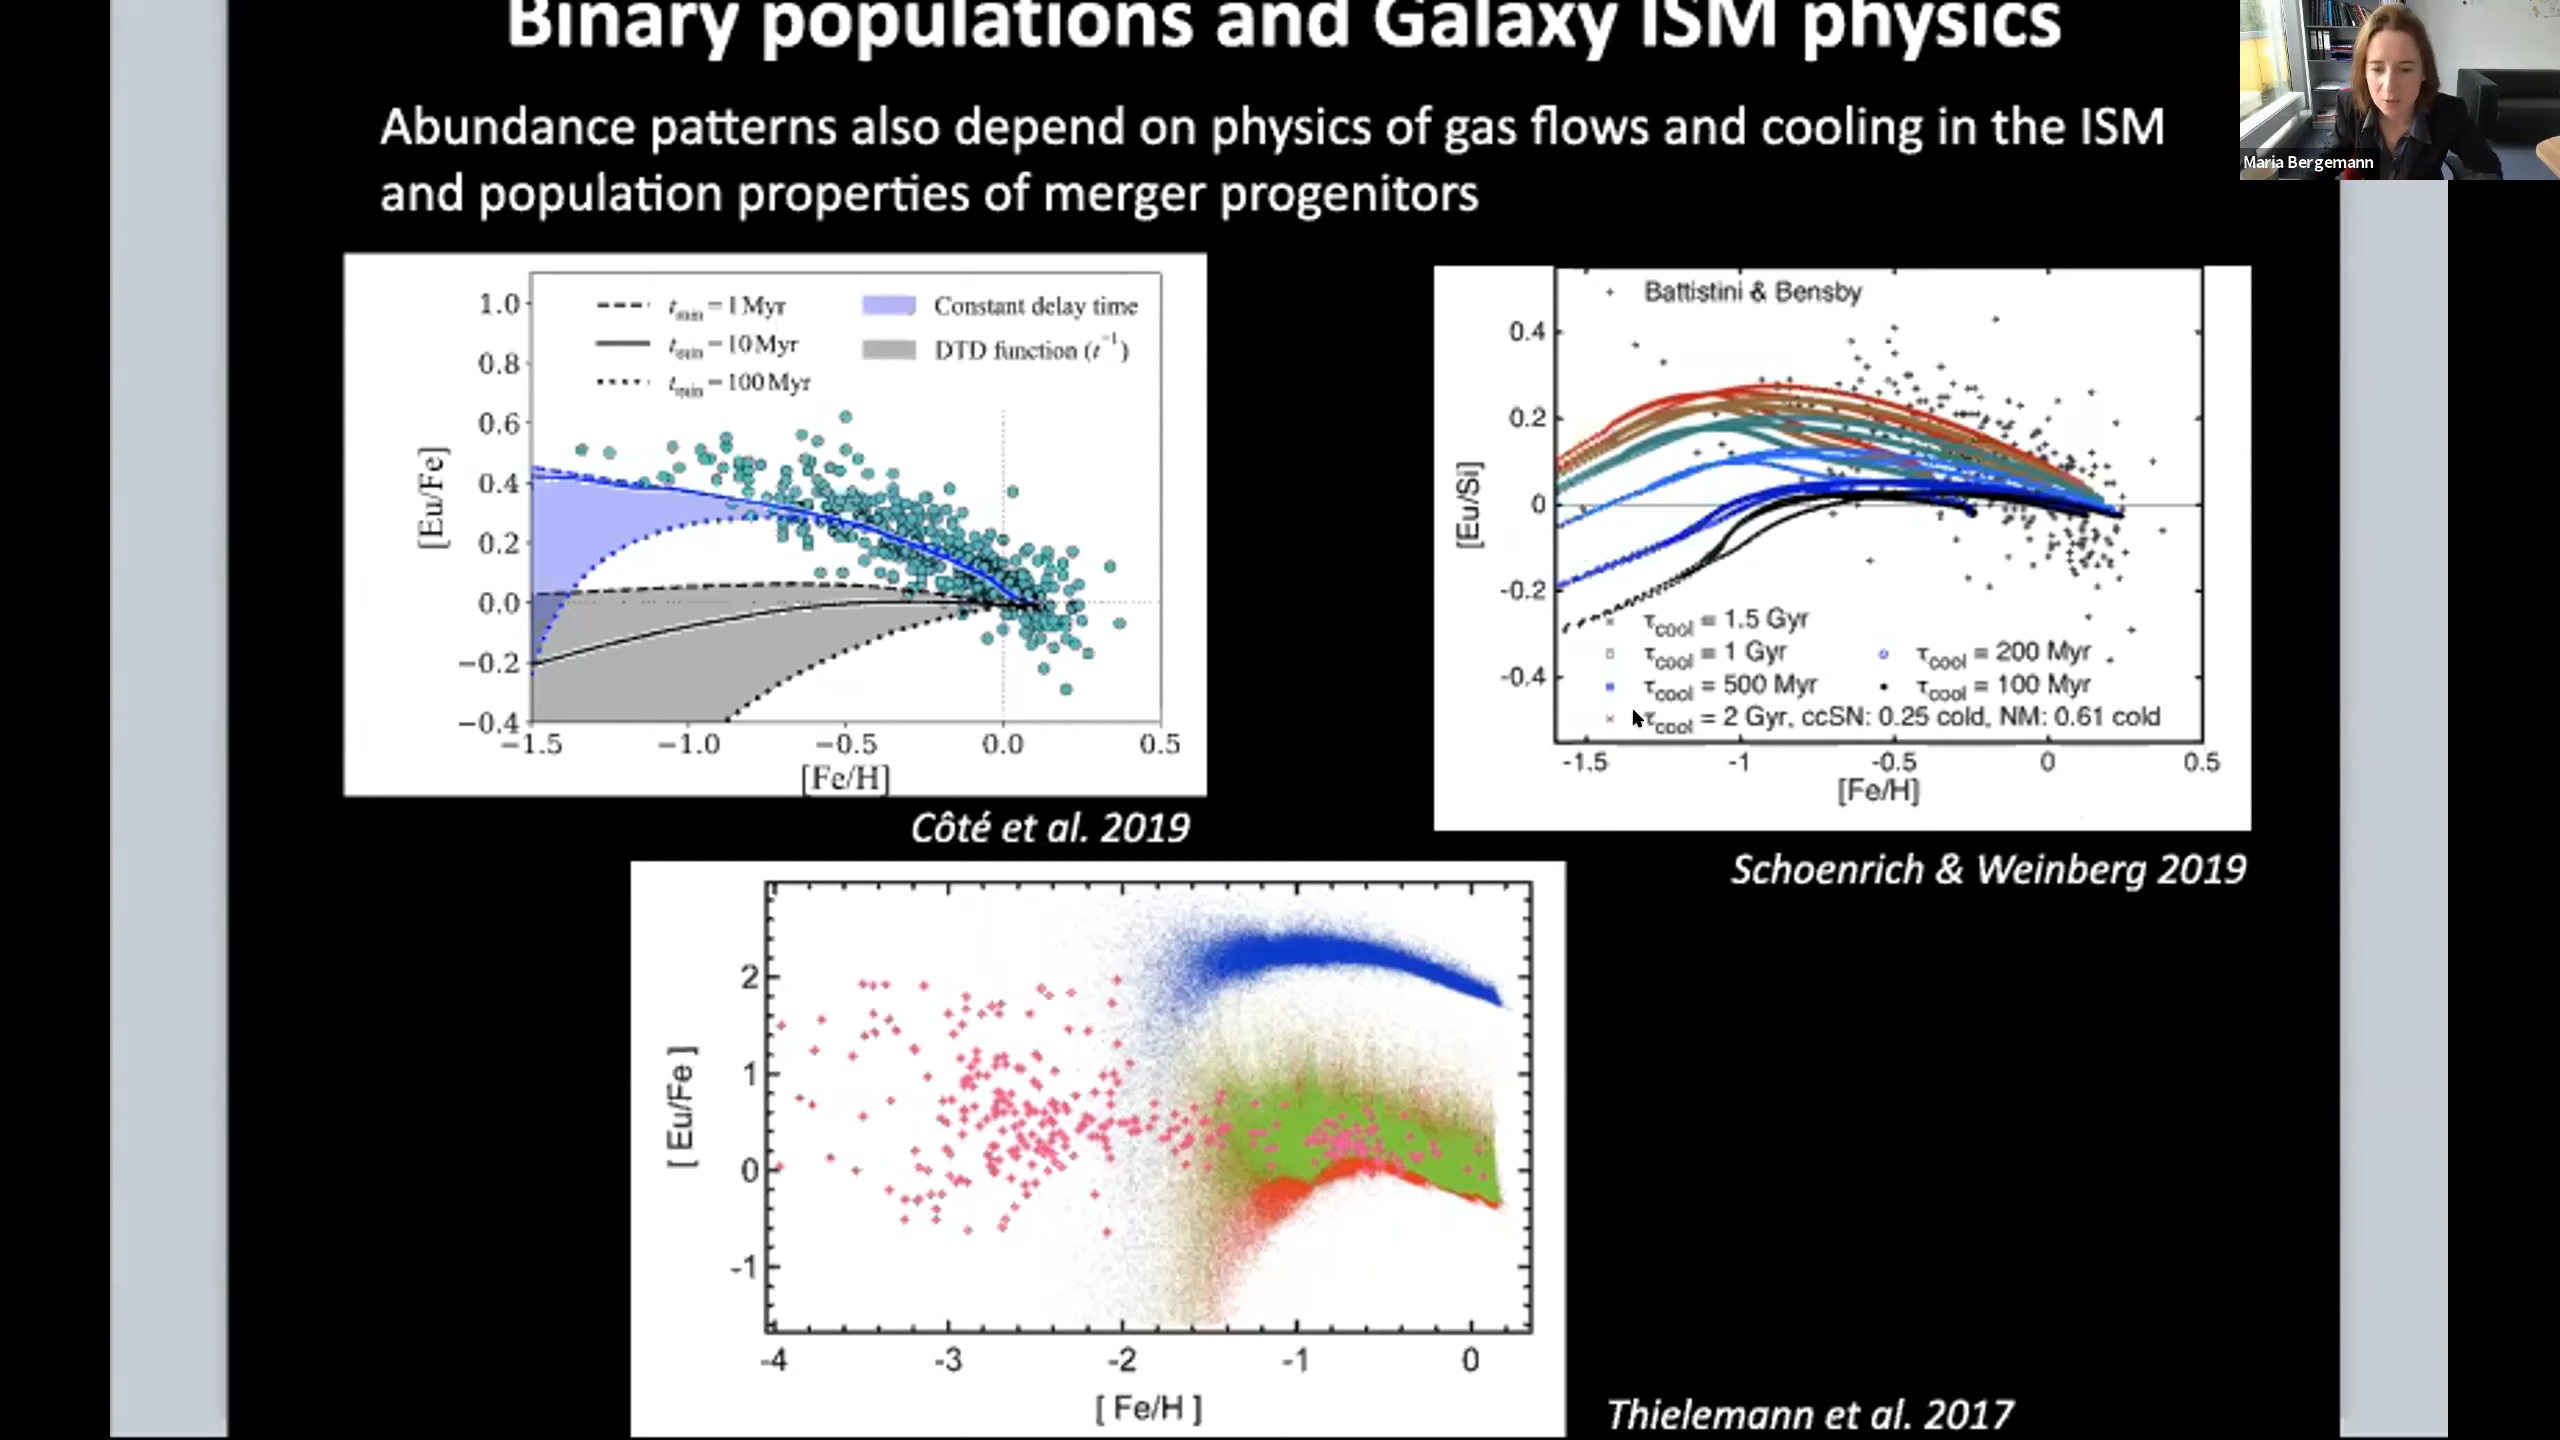 Binary populations and Galaxy ISM physics
Maria Bergemann
Abundance patterns also depend on physics of gas flows and cooling in the ISM
and population properties of merger progenitors
t_min = 1 Myr
t_min = 10 Myr
t_min = 100 Myr
Constant delay time
DTD function (t^-1)
[Eu/Fe]
1.0
0.8
0.6
0.4
0.2
0.0
−0.2
−0.4
−1.5 −1.0 −0.5 0.0 0.5
[Fe/H]
Côté et al. 2019
Battistini & Bensby
[Eu/Si]
0.4
0.2
0
-0.2
-0.4
τ_cool = 1.5 Gyr
τ_cool = 1 Gyr
τ_cool = 200 Myr
τ_cool = 500 Myr
τ_cool = 100 Myr
τ_cool = 2 Gyr, ccSN: 0.25 cold, NM: 0.61 cold
-1.5 -1 -0.5 0 0.5
[Fe/H]
Schoenrich & Weinberg 2019
[ Eu/Fe ]
2
1
0
-1
-4 -3 -2 -1 0
[ Fe/H ]
Thielemann et al. 2017